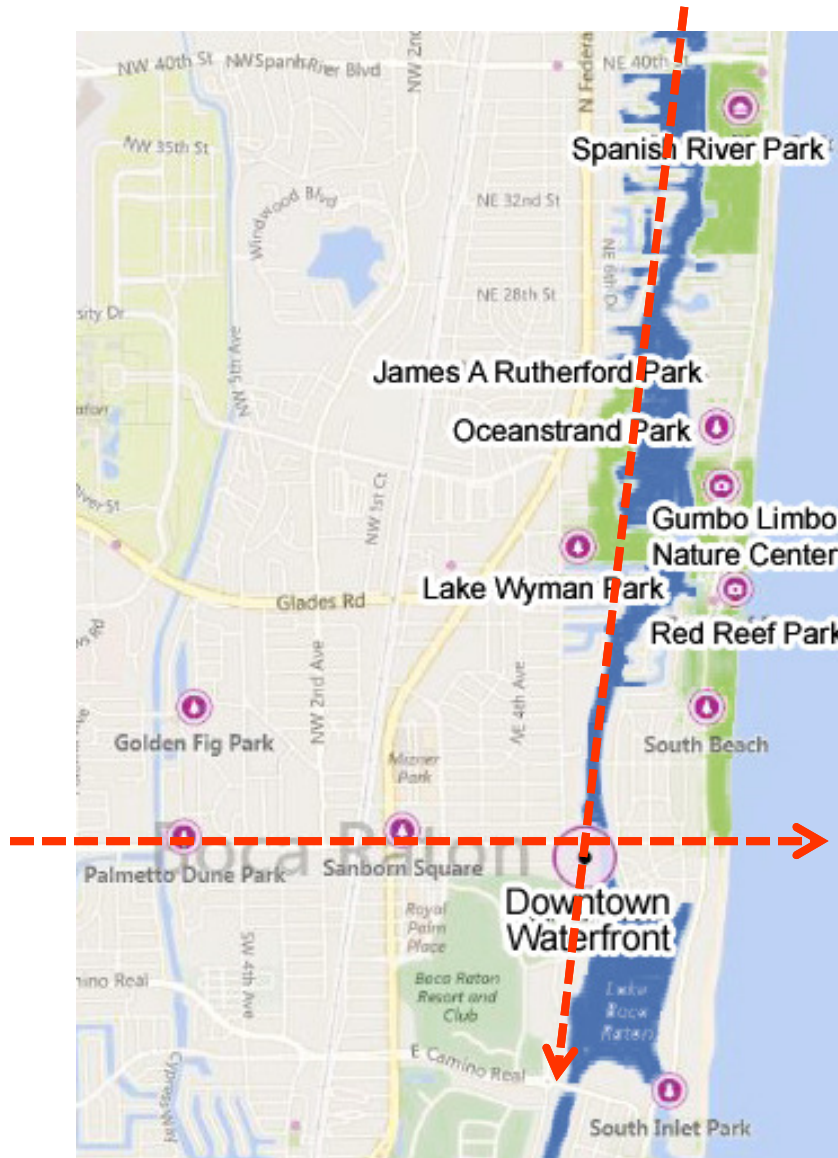 NW 40th St
NW Spanish River Blvd
NW 2nd
N Federal
NE 40th St
NW 35th St
Spanish River Park
Windwood Blvd
NE 32nd St
NE 6th Dr
NE 28th St
sity Dr
NW 5th Ave
James A Rutherford Park
Oceanstrand Park
River St
NW 1st Ct
Gumbo Limbo
Nature Center
Lake Wyman Park
Glades Rd
Red Reef Park
NW 2nd Ave
NE 4th Ave
Golden Fig Park
South Beach
Mizner
Park
Boca Raton
Palmetto Dune Park
Sanborn Square
Downtown
Waterfront
Royal
Palm
Place
SW 4th Ave
mino Real
Boca Raton
Resort and
Club
Lake
Boca
Raton
E Camino Real
South Inlet Park